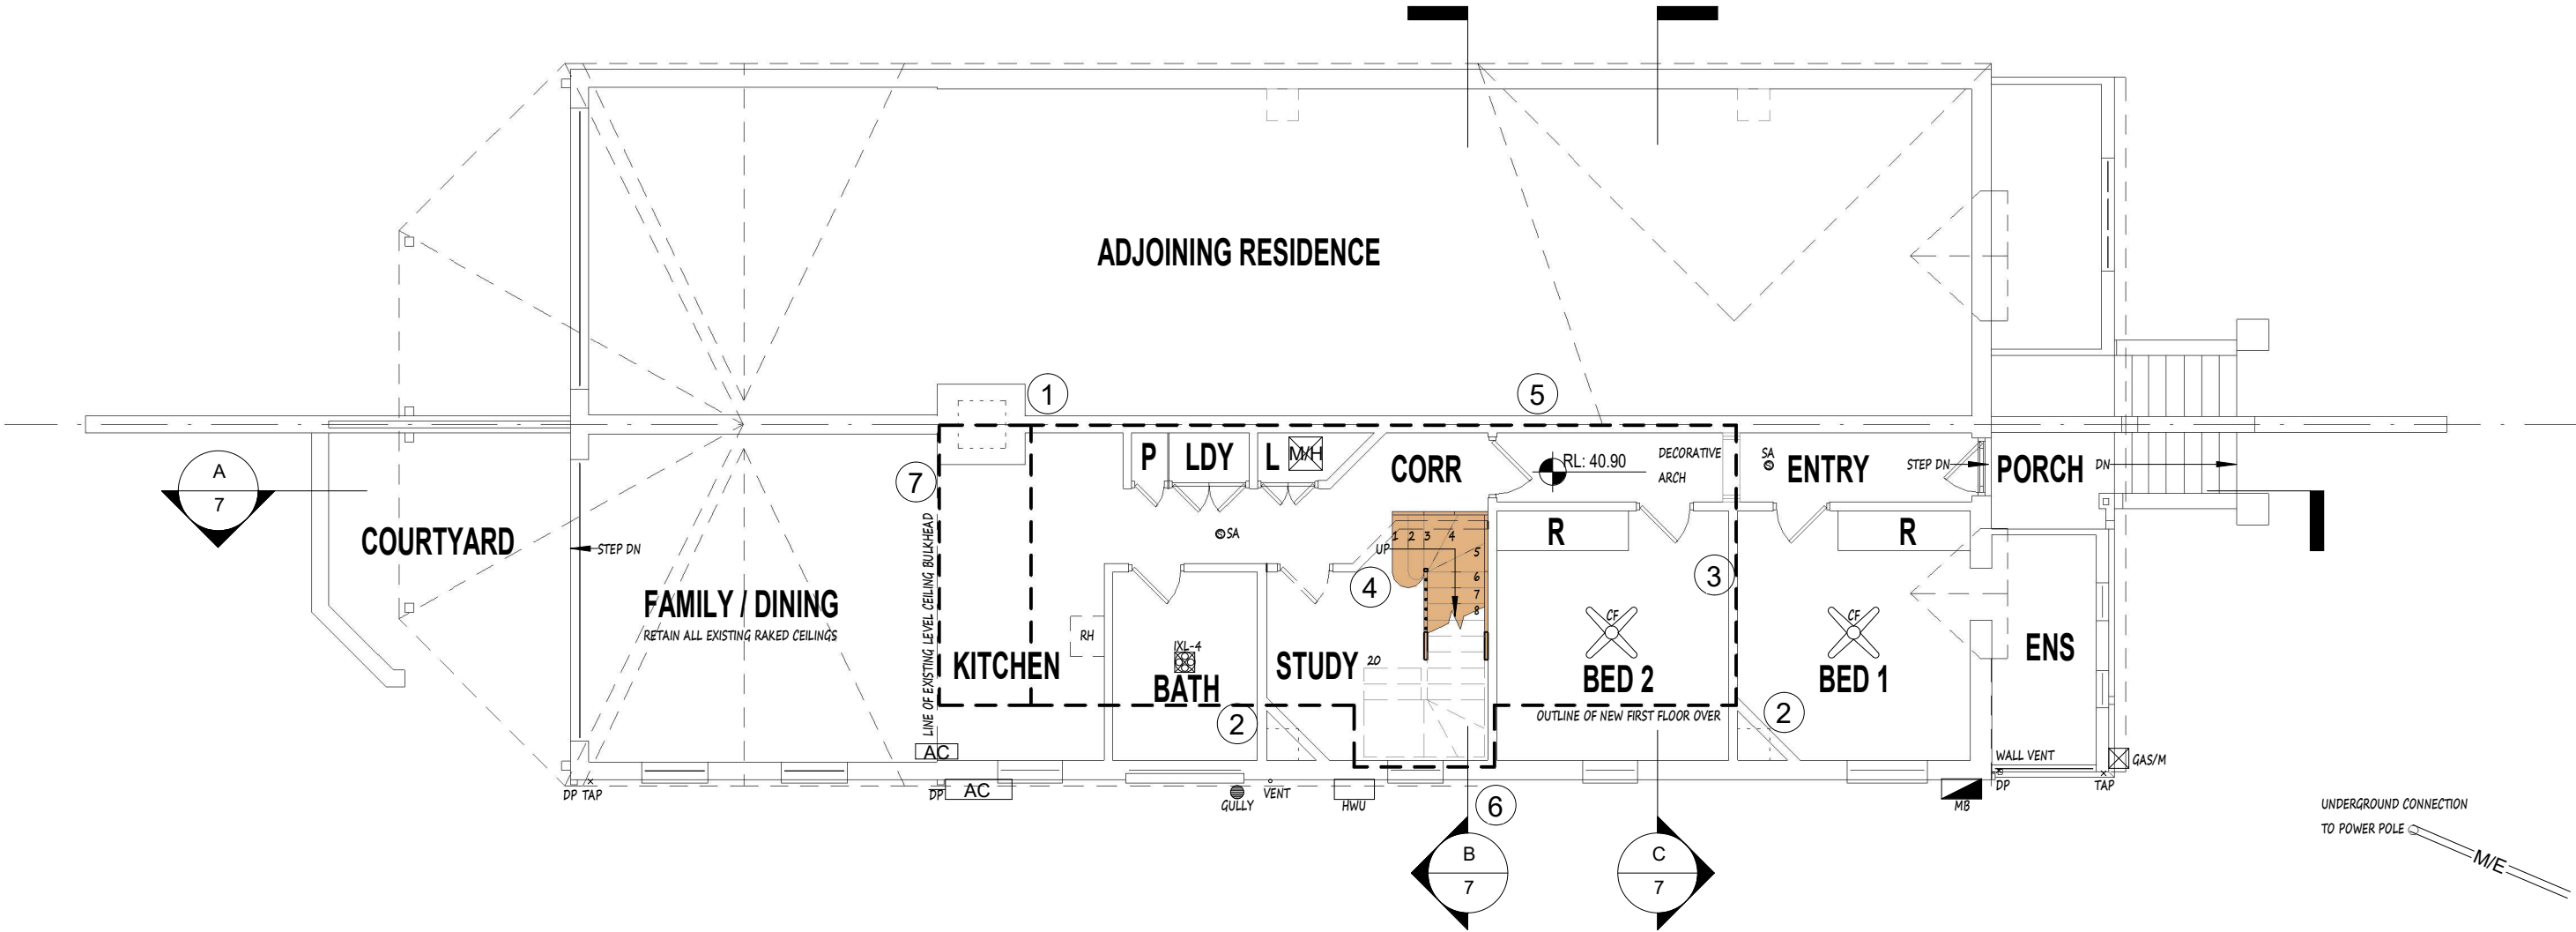 ADJOINING RESIDENCE
1
5
A
7
7
P
LDY
L
M/H
CORR
RL: 40.90
DECORATIVE
ARCH
SA
ENTRY
STEP DN
PORCH
DN
COURTYARD
STEP DN
SA
1 2 3 4
5
6
7
8
UP
R
R
LINE OF EXISTING LEVEL CEILING BULKHEAD
4
3
FAMILY / DINING
RETAIN ALL EXISTING RAKED CEILINGS
CF
CF
RH
IXL-4
KITCHEN
BATH
STUDY
20
BED 2
BED 1
ENS
2
2
OUTLINE OF NEW FIRST FLOOR OVER
AC
WALL VENT
GAS/M
DP
TAP
DP
AC
GULLY
VENT
HWU
6
MB
DP
TAP
UNDERGROUND CONNECTION
TO POWER POLE
M/E
B
7
C
7